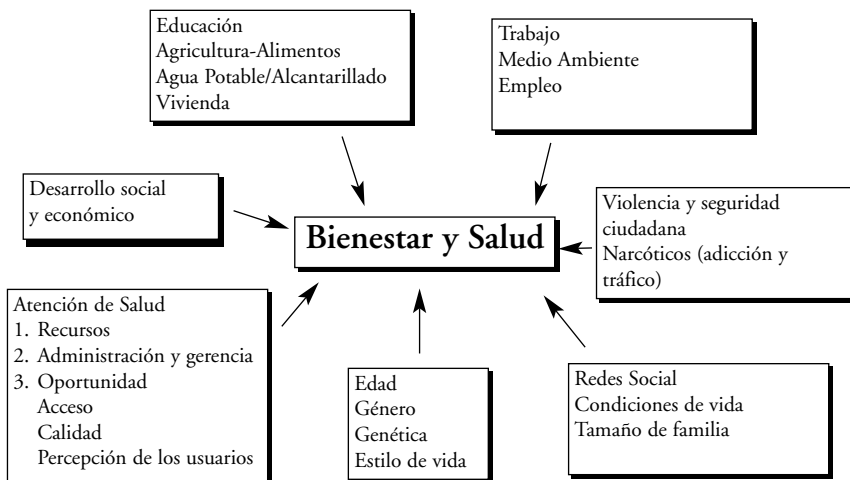 Educación
Agricultura-Alimentos
Agua Potable/Alcantarillado
Vivienda
Trabajo
Medio Ambiente
Empleo
Desarrollo social
y económico
Bienestar y Salud
Violencia y seguridad
ciudadana
Narcóticos (adicción y
tráfico)
Atención de Salud
1. Recursos
2. Administración y gerencia
3. Oportunidad
Acceso
Calidad
Percepción de los usuarios
Edad
Género
Genética
Estilo de vida
Redes Social
Condiciones de vida
Tamaño de familia